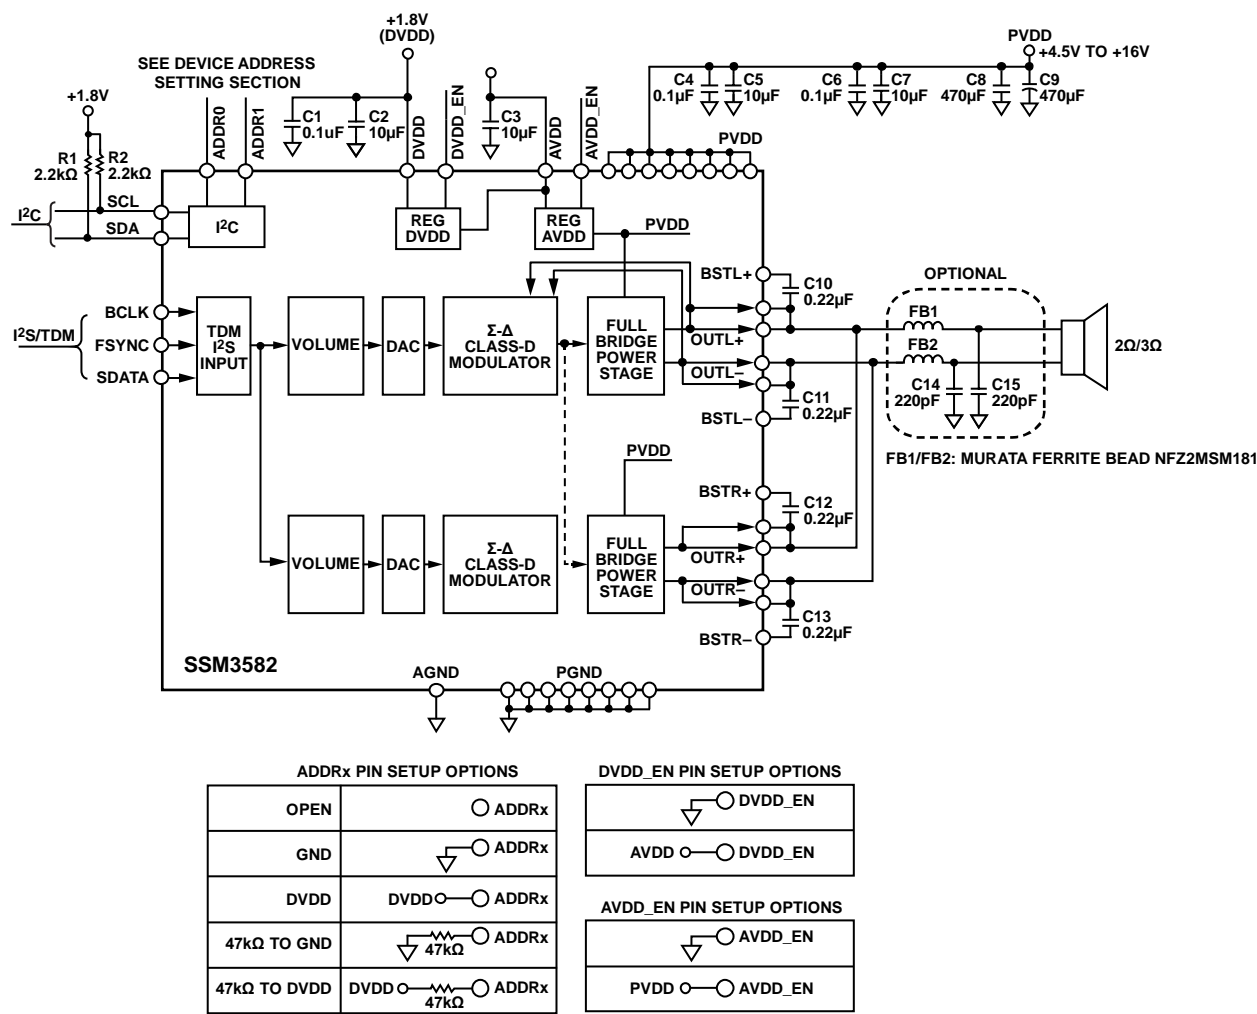 +1.8V
(DVDD)
PVDD
+4.5V TO +16V
SEE DEVICE ADDRESS
SETTING SECTION
+1.8V
ADDR0
ADDR1
C1
0.1uF
C2
10µF
DVDD
DVDD_EN
C3
10µF
AVDD
AVDD_EN
C4
0.1µF
C5
10µF
C6
0.1µF
C7
10µF
C8
470µF
C9
470µF
PVDD
R1
2.2kΩ
R2
2.2kΩ
I²C
SCL
SDA
I²C
REG
DVDD
REG
AVDD
PVDD
BSTL+
C10
0.22µF
OPTIONAL
I²S/TDM
BCLK
FSYNC
SDATA
TDM
I²S
INPUT
VOLUME
DAC
Σ-Δ
CLASS-D
MODULATOR
FULL
BRIDGE
POWER
STAGE
OUTL+
OUTL–
FB1
FB2
2Ω/3Ω
C14
220pF
C15
220pF
C11
0.22µF
BSTL–
FB1/FB2: MURATA FERRITE BEAD NFZ2MSM181
PVDD
BSTR+
C12
0.22µF
VOLUME
DAC
Σ-Δ
CLASS-D
MODULATOR
FULL
BRIDGE
POWER
STAGE
OUTR+
OUTR–
C13
0.22µF
BSTR–
SSM3582
AGND
PGND
ADDRx PIN SETUP OPTIONS
OPEN ADDRx
GND ADDRx
DVDD DVDD ADDRx
47kΩ TO GND 47kΩ ADDRx
47kΩ TO DVDD DVDD 47kΩ ADDRx
DVDD_EN PIN SETUP OPTIONS
DVDD_EN
AVDD DVDD_EN
AVDD_EN PIN SETUP OPTIONS
AVDD_EN
PVDD AVDD_EN